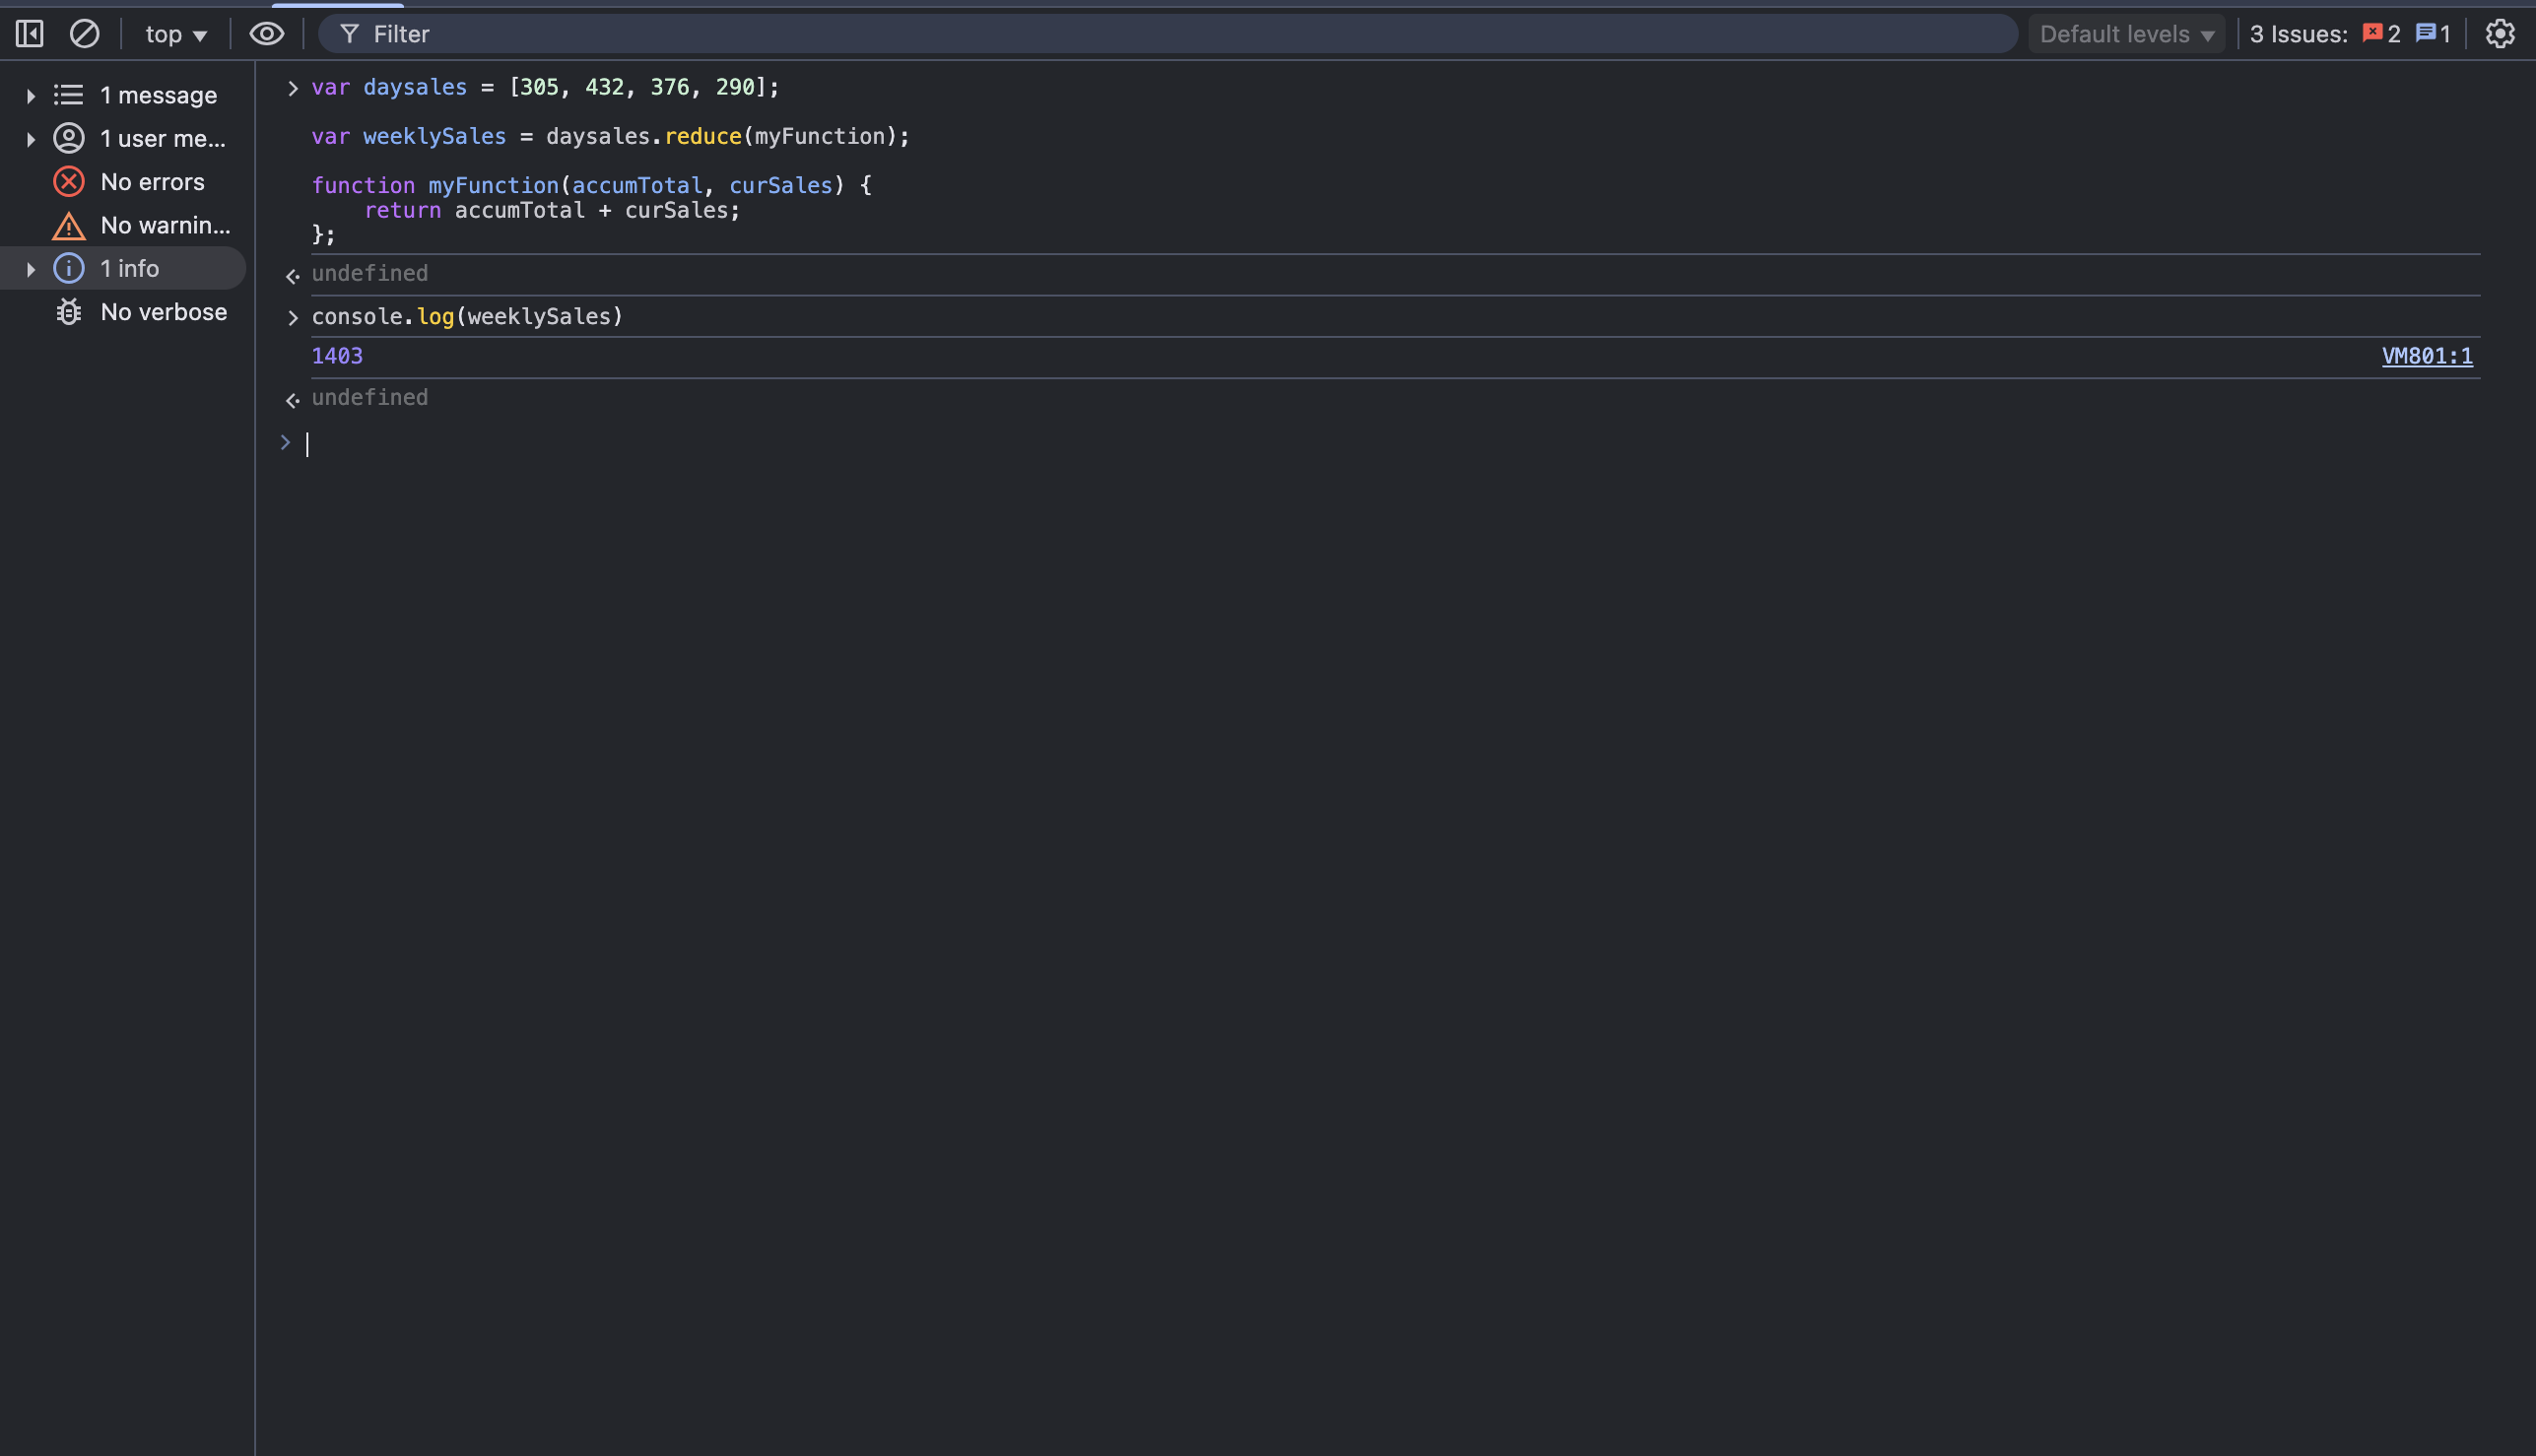 top ▼ Filter Default levels ▼ 3 Issues: 2 1
1 message
1 user me...
No errors
No warnin...
1 info
No verbose
> var daysales = [305, 432, 376, 290];
var weeklySales = daysales.reduce(myFunction);
function myFunction(accumTotal, curSales) {
    return accumTotal + curSales;
};
undefined
> console.log(weeklySales)
1403 VM801:1
undefined
>